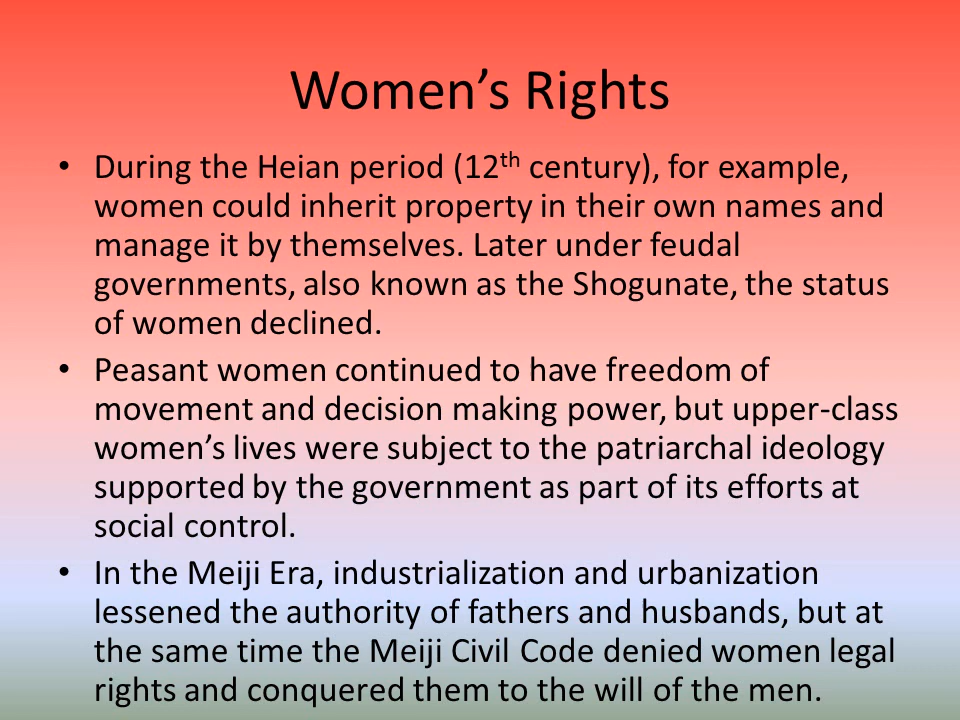 Women’s Rights
• During the Heian period (12th century), for example,
women could inherit property in their own names and
manage it by themselves. Later under feudal
governments, also known as the Shogunate, the status
of women declined.
• Peasant women continued to have freedom of
movement and decision making power, but upper-class
women’s lives were subject to the patriarchal ideology
supported by the government as part of its efforts at
social control.
• In the Meiji Era, industrialization and urbanization
lessened the authority of fathers and husbands, but at
the same time the Meiji Civil Code denied women legal
rights and conquered them to the will of the men.